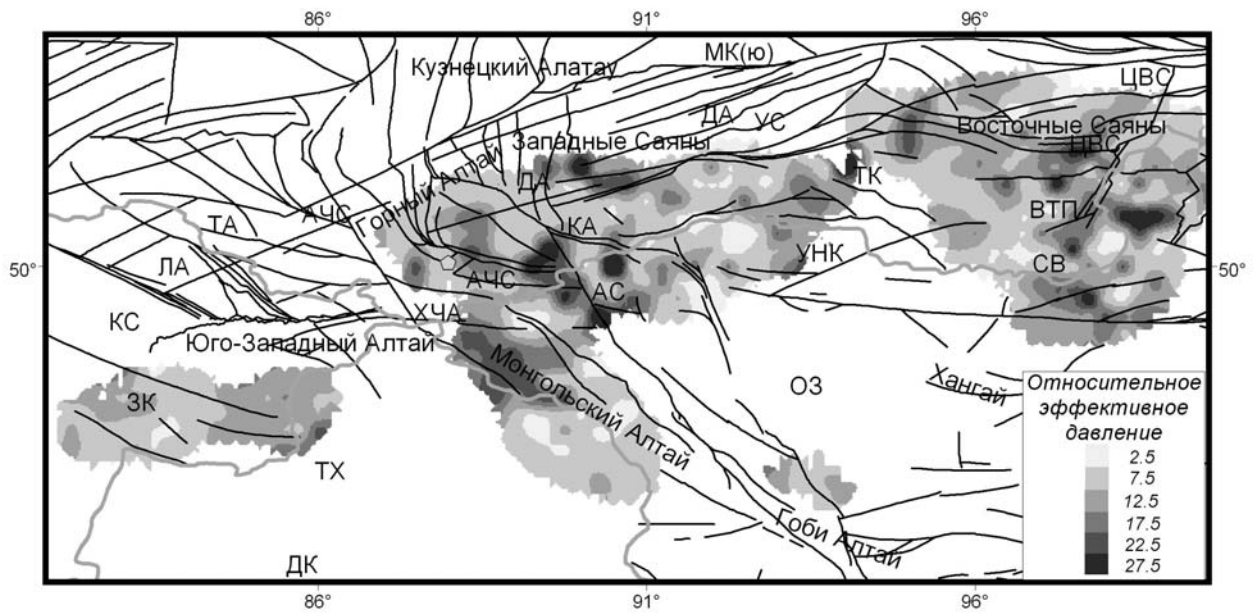 86°
91°
96°
МК(ю)
Кузнецкий Алатау
ЦВС
ДА
УС
Восточные Саяны
Западные Саяны
ЦВС
Горный Алтай
ДА
ТК
АЧС
ВТП
ТА
КА
УНК
50°
ЛА
СВ
50°
АЧС
АС
ХЧА
КС
Юго-Западный Алтай
Монгольский Алтай
ОЗ
Хангай
ЗК
Относительное
эффективное
давление
2.5
7.5
12.5
17.5
22.5
27.5
ТХ
Гоби Алтай
ДК
86°
91°
96°